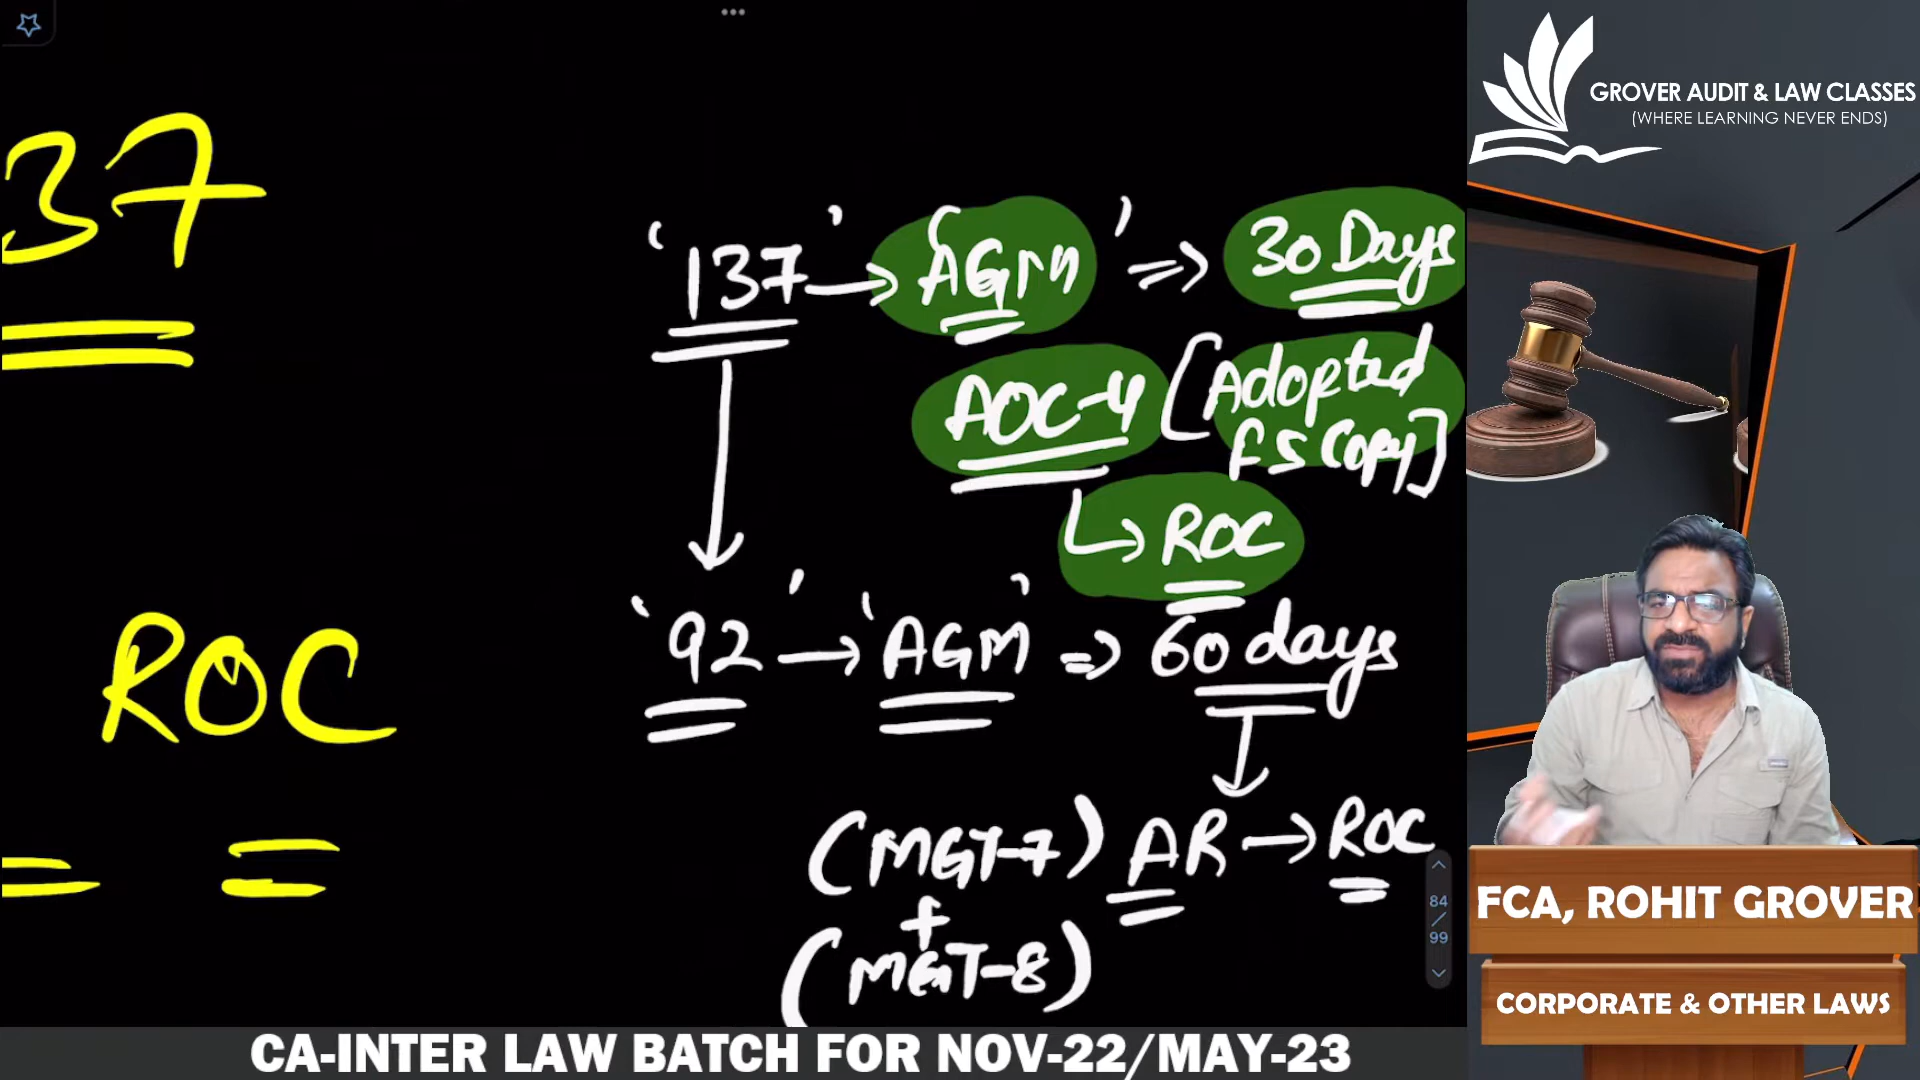 37
ROC
'137' → 'AGM' ⇒ 30 Days
AOC-4 [Adopted
FS Copy]
↳ ROC
'92' → 'AGM' ⇒ 60 days
(MGT-7) AR → ROC
+
(MGT-8)
84
99
GROVER AUDIT & LAW CLASSES
(WHERE LEARNING NEVER ENDS)
FCA, ROHIT GROVER
CORPORATE & OTHER LAWS
CA-INTER LAW BATCH FOR NOV-22/MAY-23